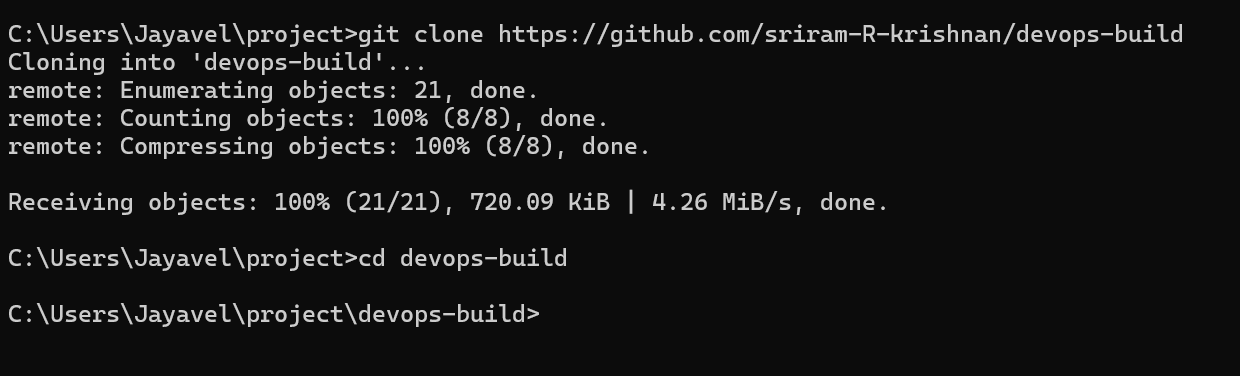 C:\Users\Jayavel\project>git clone https://github.com/sriram-R-krishnan/devops-build
Cloning into 'devops-build'...
remote: Enumerating objects: 21, done.
remote: Counting objects: 100% (8/8), done.
remote: Compressing objects: 100% (8/8), done.
Receiving objects: 100% (21/21), 720.09 KiB | 4.26 MiB/s, done.
C:\Users\Jayavel\project>cd devops-build
C:\Users\Jayavel\project\devops-build>